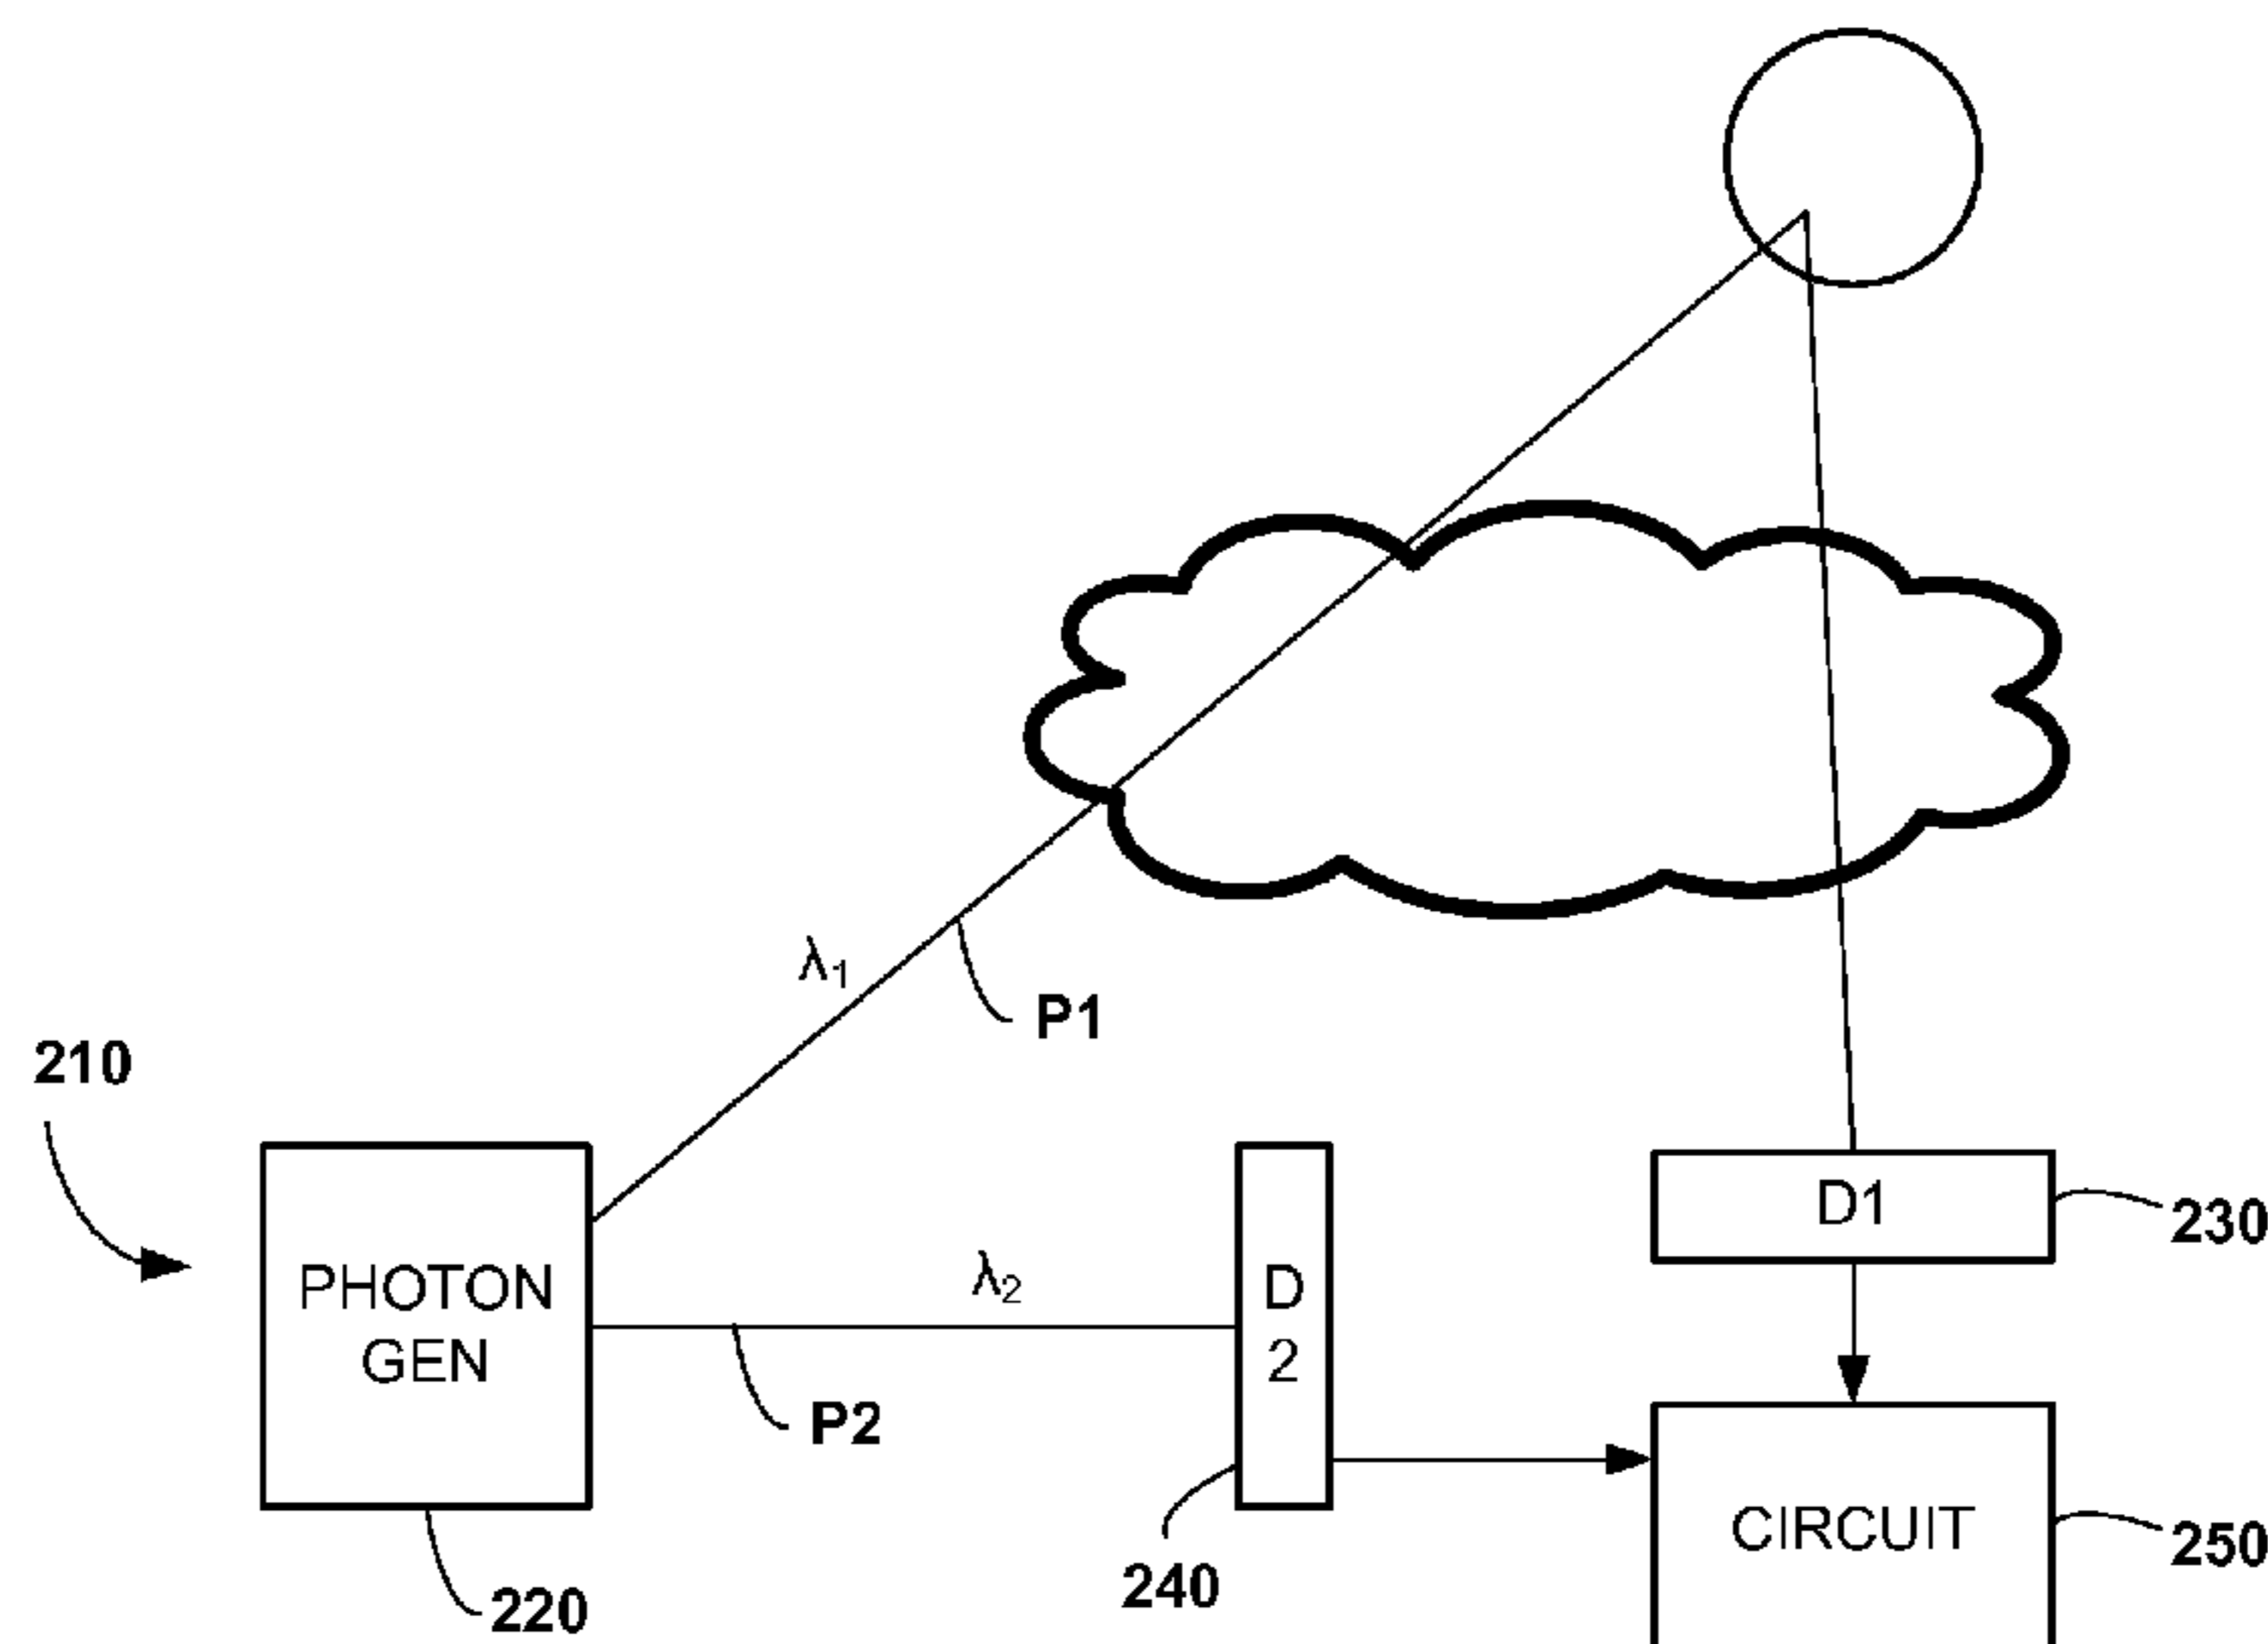 λ1
P1
210
D1
230
PHOTON
GEN
λ2
D
2
P2
CIRCUIT
250
240
220